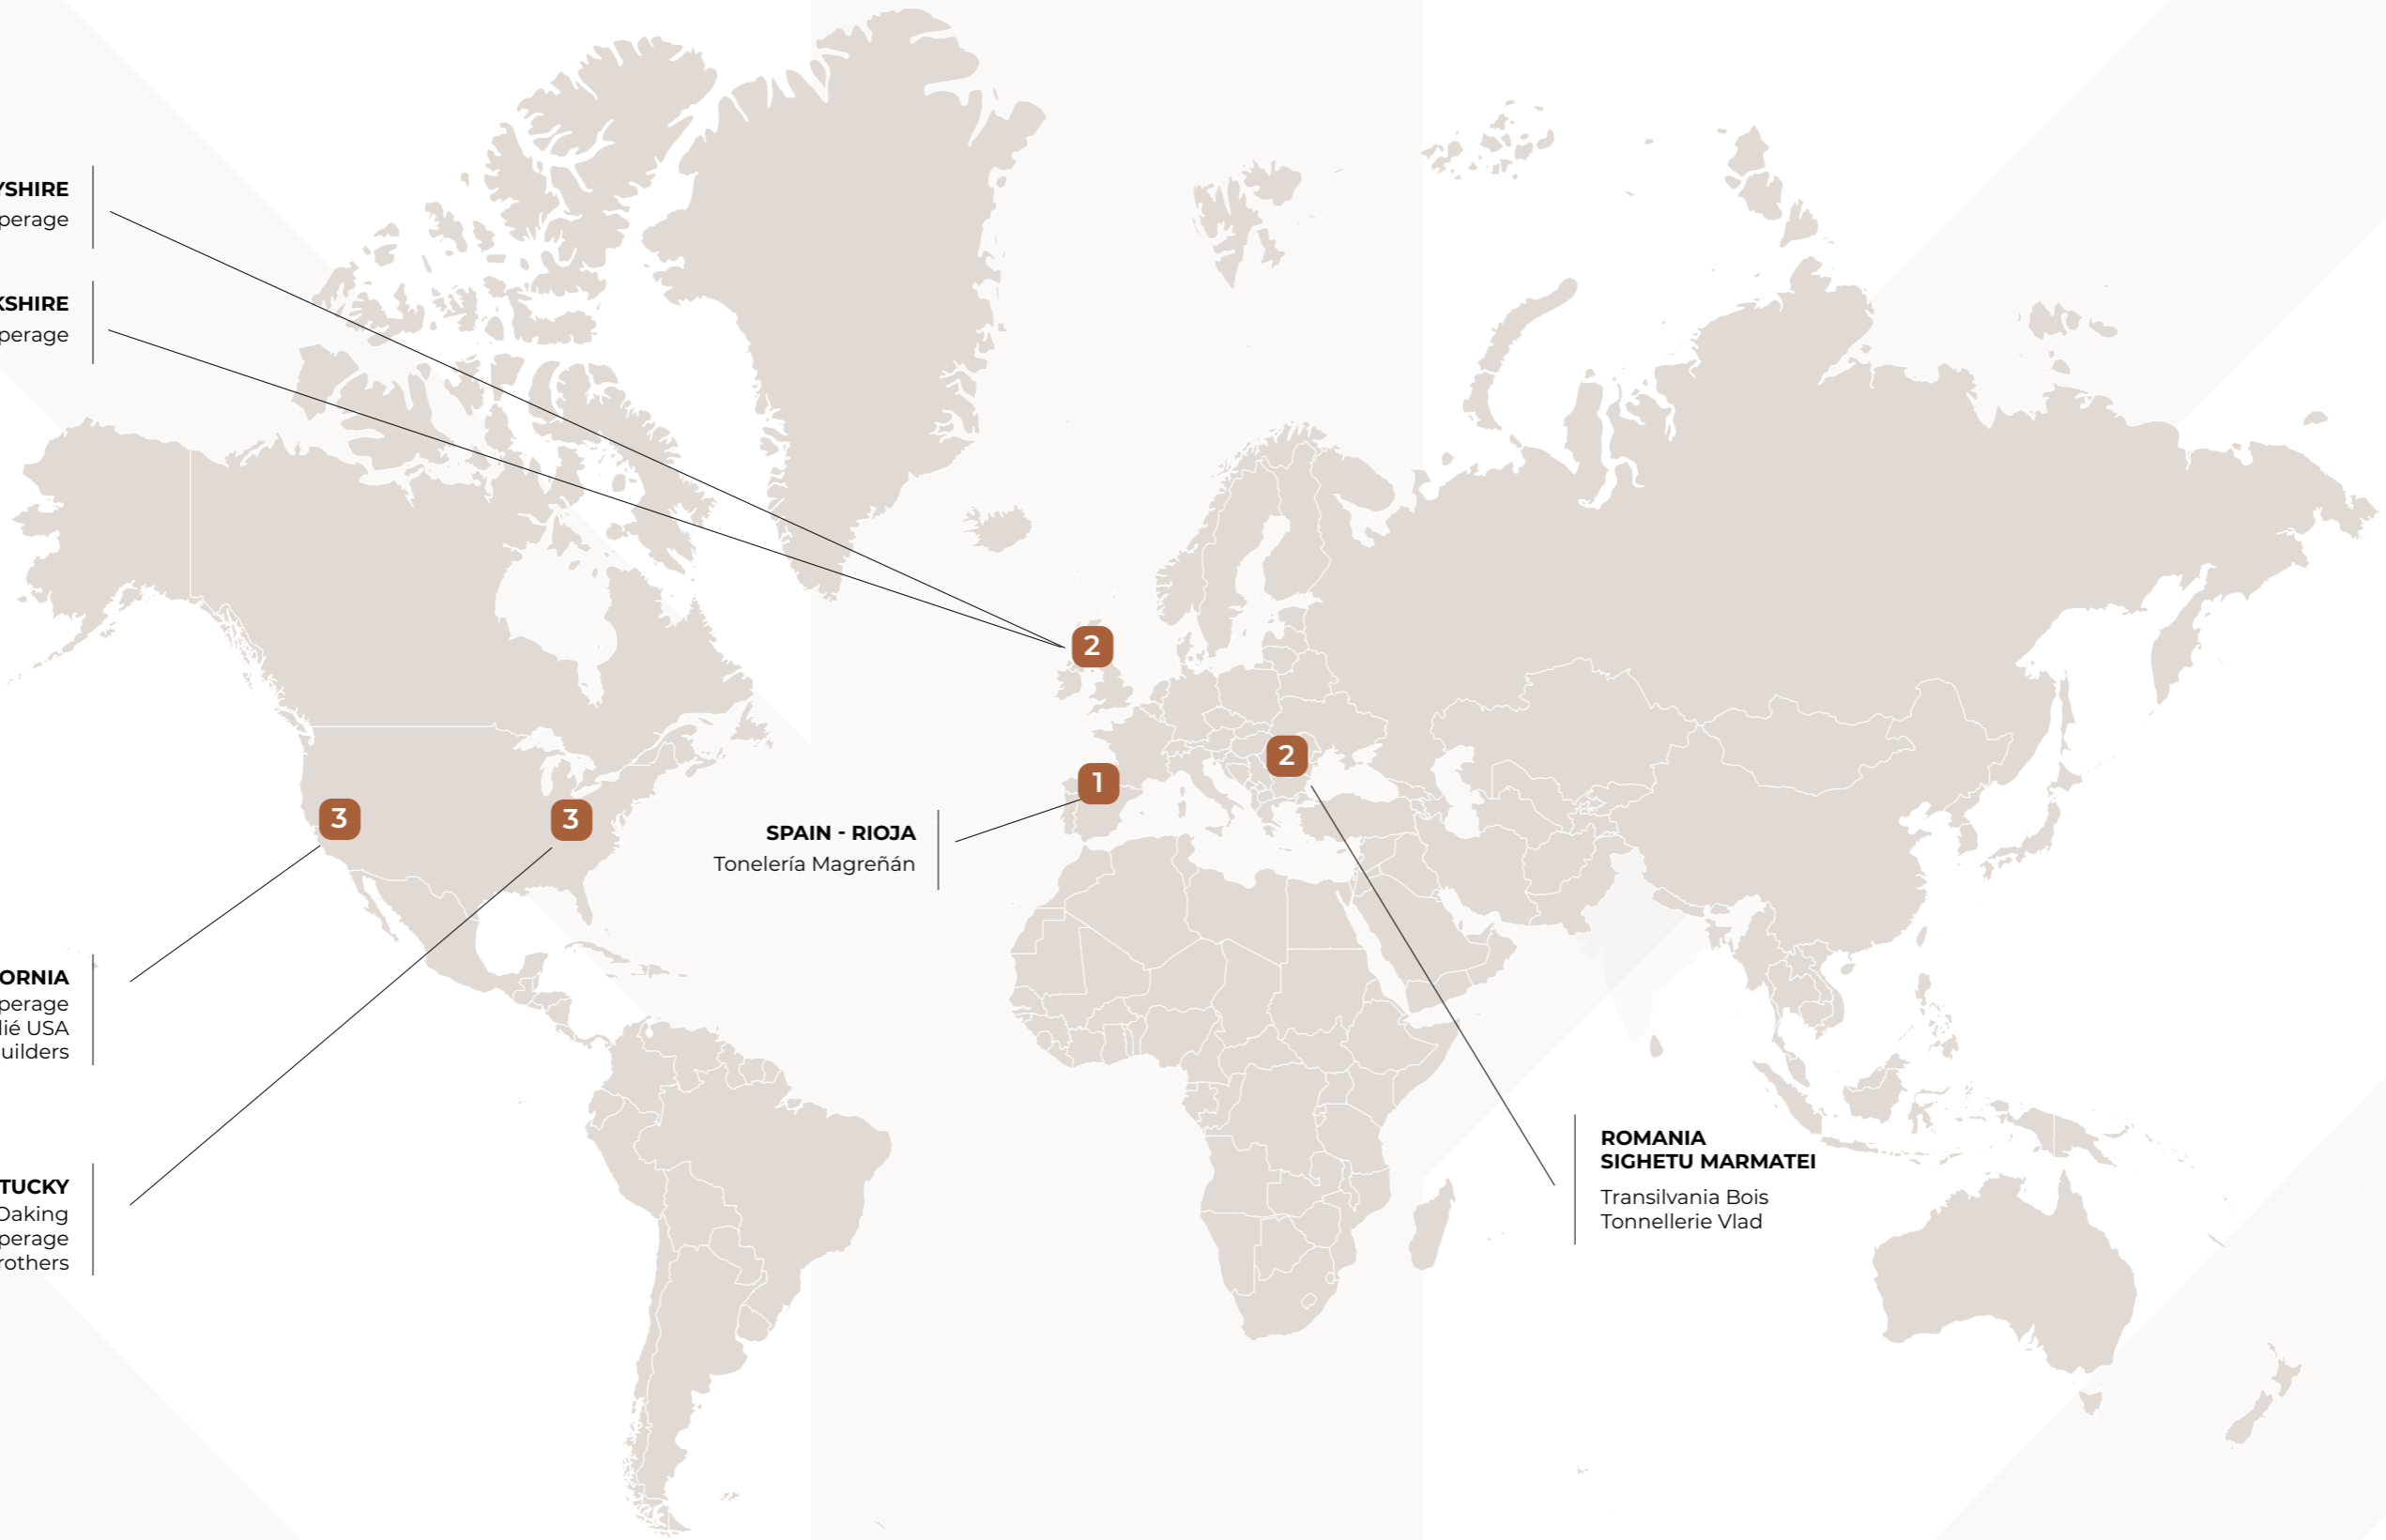 YSHIRE
perage
KSHIRE
perage
2
2
1
3
3
SPAIN - RIOJA
Tonelería Magreñán
ORNIA
perage
lié USA
uilders
TUCKY
Oaking
perage
rothers
ROMANIA
SIGHETU MARMATEI
Transilvania Bois
Tonnellerie Vlad